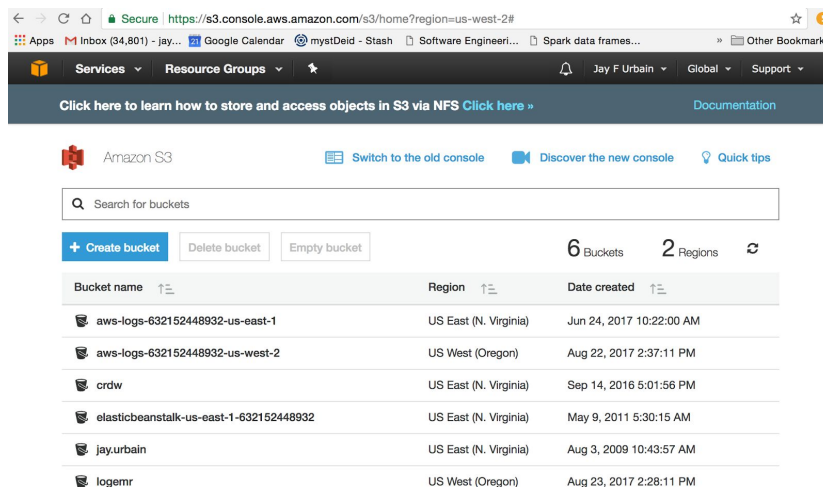 Secure https://s3.console.aws.amazon.com/s3/home?region=us-west-2#
Apps Inbox (34,801) - jay... 21 Google Calendar mystDeid - Stash Software Engineeri... Spark data frames... » Other Bookmark
Services Resource Groups Jay F Urbain Global Support
Click here to learn how to store and access objects in S3 via NFS Click here » Documentation
Amazon S3 Switch to the old console Discover the new console Quick tips
Search for buckets
+ Create bucket Delete bucket Empty bucket 6 Buckets 2 Regions
Bucket name Region Date created
aws-logs-632152448932-us-east-1 US East (N. Virginia) Jun 24, 2017 10:22:00 AM
aws-logs-632152448932-us-west-2 US West (Oregon) Aug 22, 2017 2:37:11 PM
crdw US East (N. Virginia) Sep 14, 2016 5:01:56 PM
elasticbeanstalk-us-east-1-632152448932 US East (N. Virginia) May 9, 2011 5:30:15 AM
jay.urbain US East (N. Virginia) Aug 3, 2009 10:43:57 AM
logemr US West (Oregon) Aug 23, 2017 2:28:11 PM